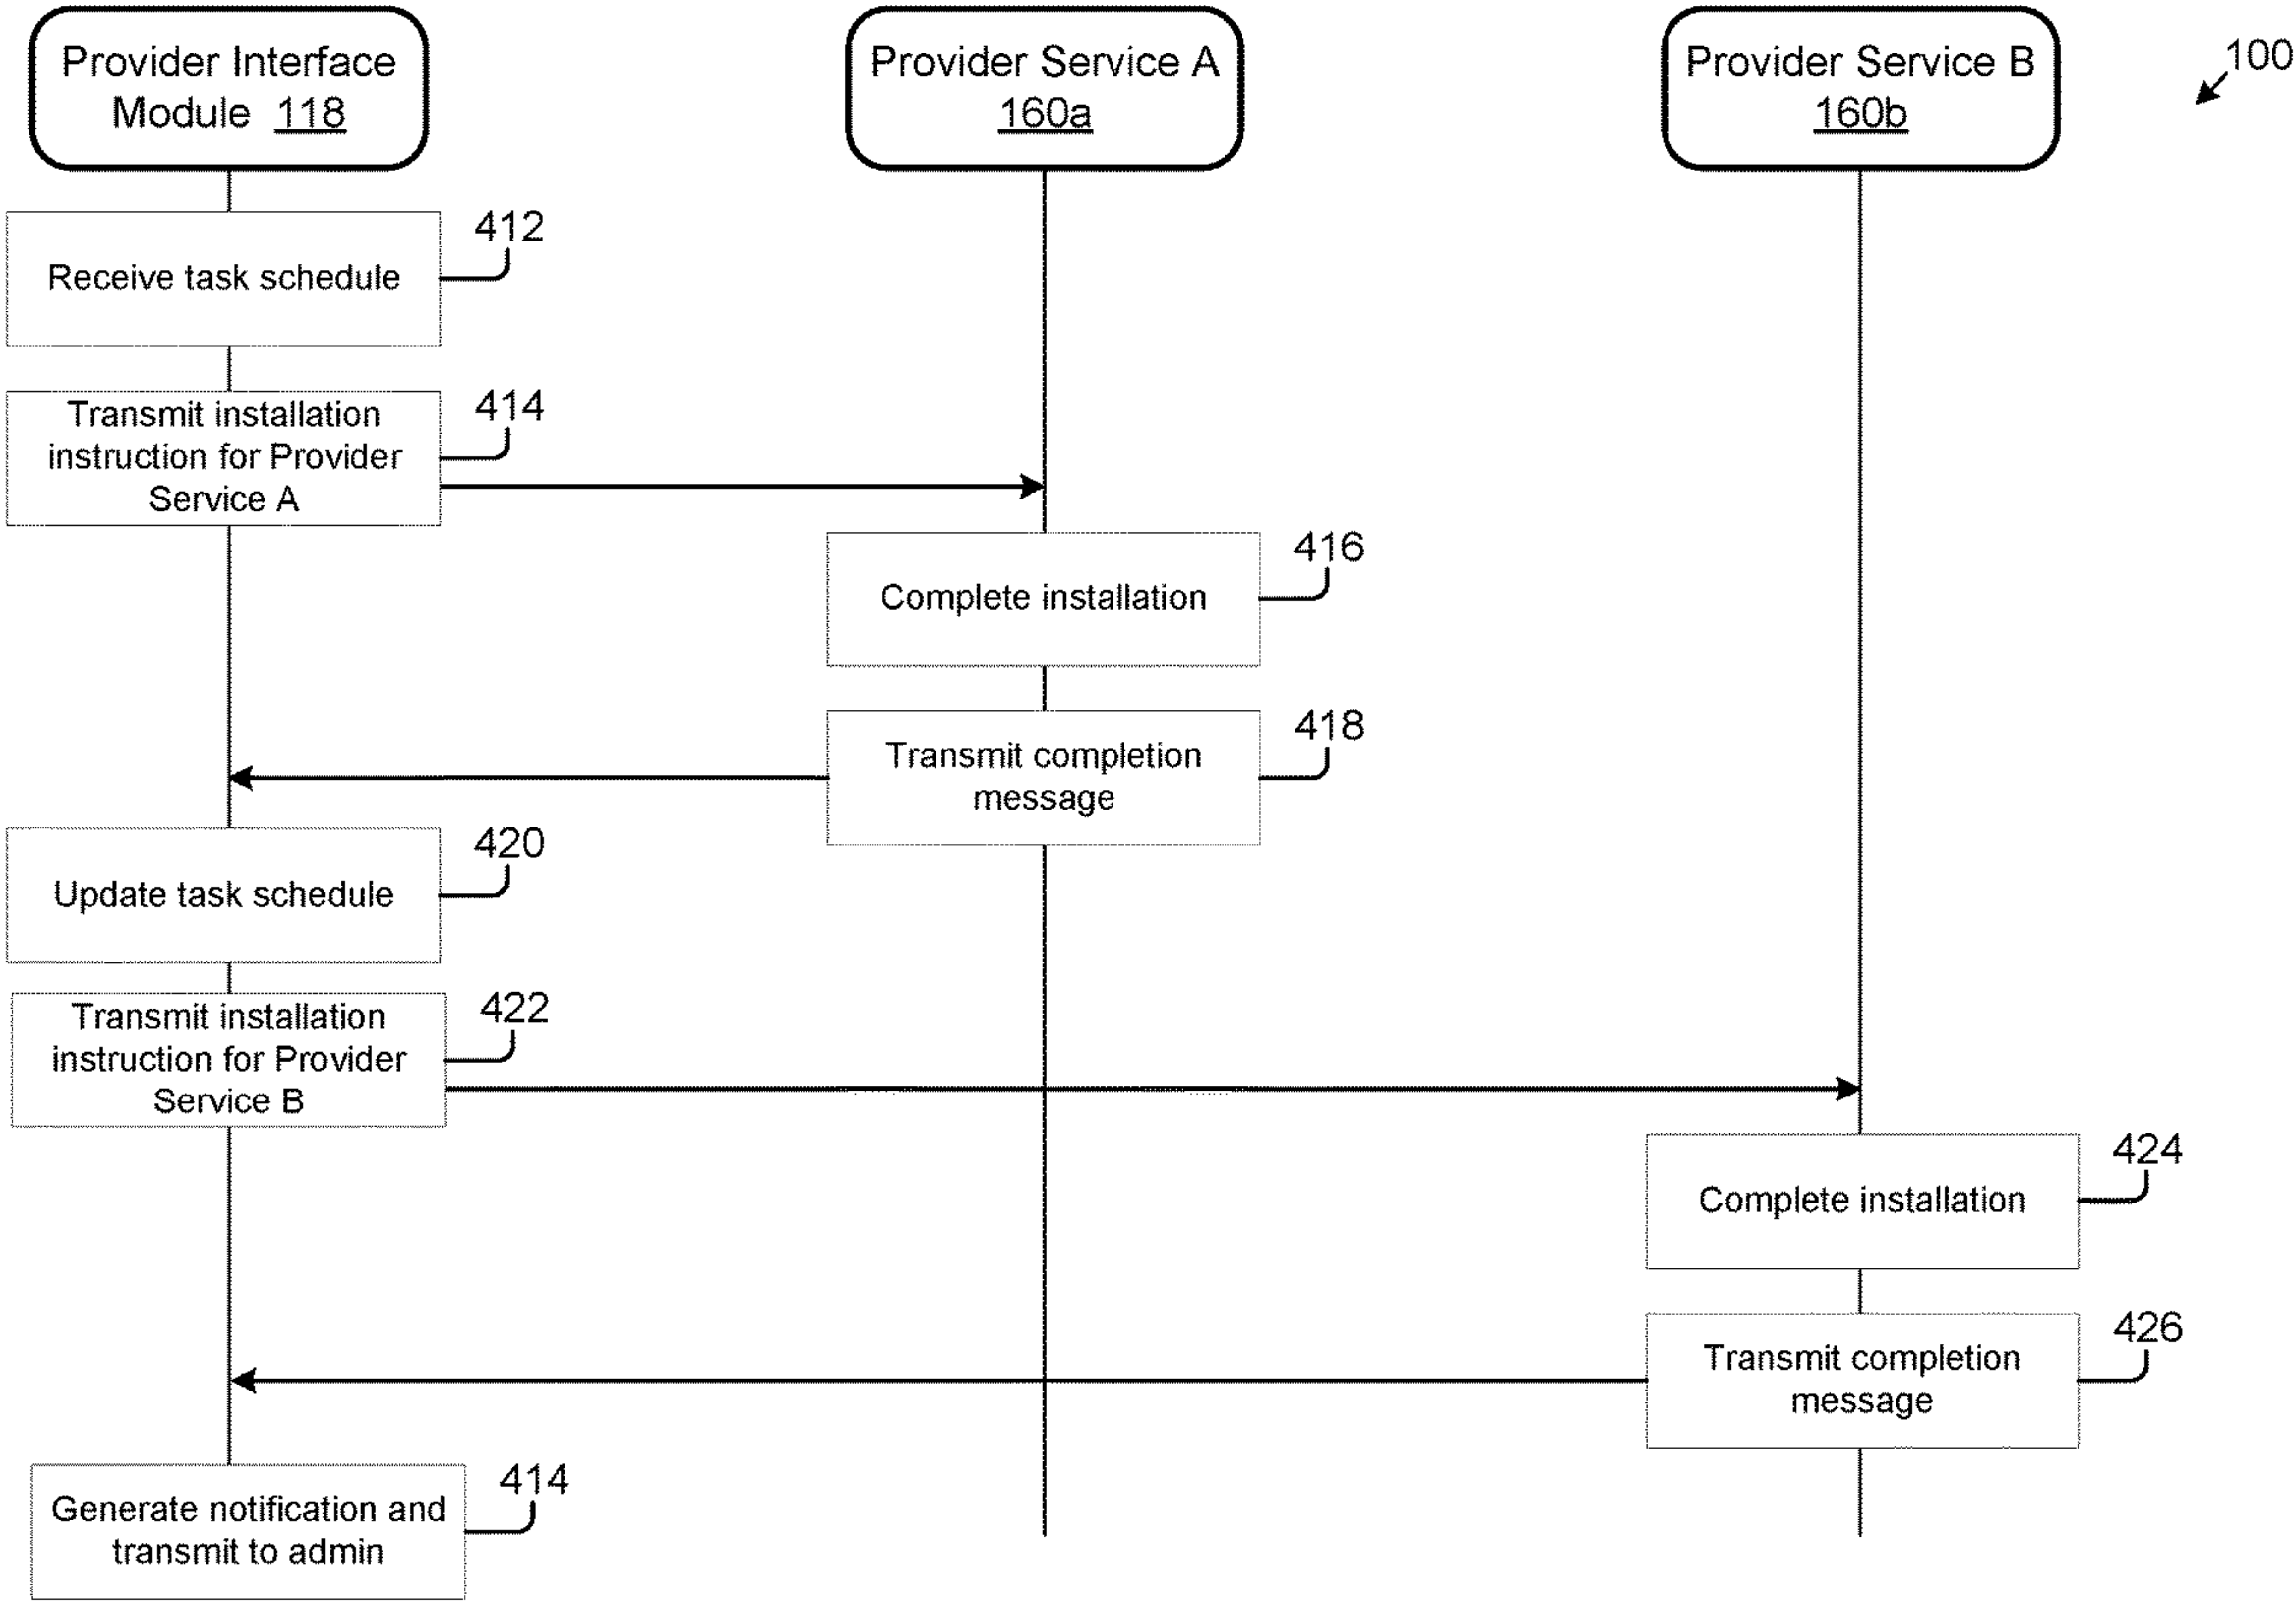 Provider Interface
Module 118
Provider Service A
160a
Provider Service B
160b
100
412
Receive task schedule
414
Transmit installation
instruction for Provider
Service A
416
Complete installation
418
Transmit completion
message
420
Update task schedule
422
Transmit installation
instruction for Provider
Service B
424
Complete installation
426
Transmit completion
message
414
Generate notification and
transmit to admin